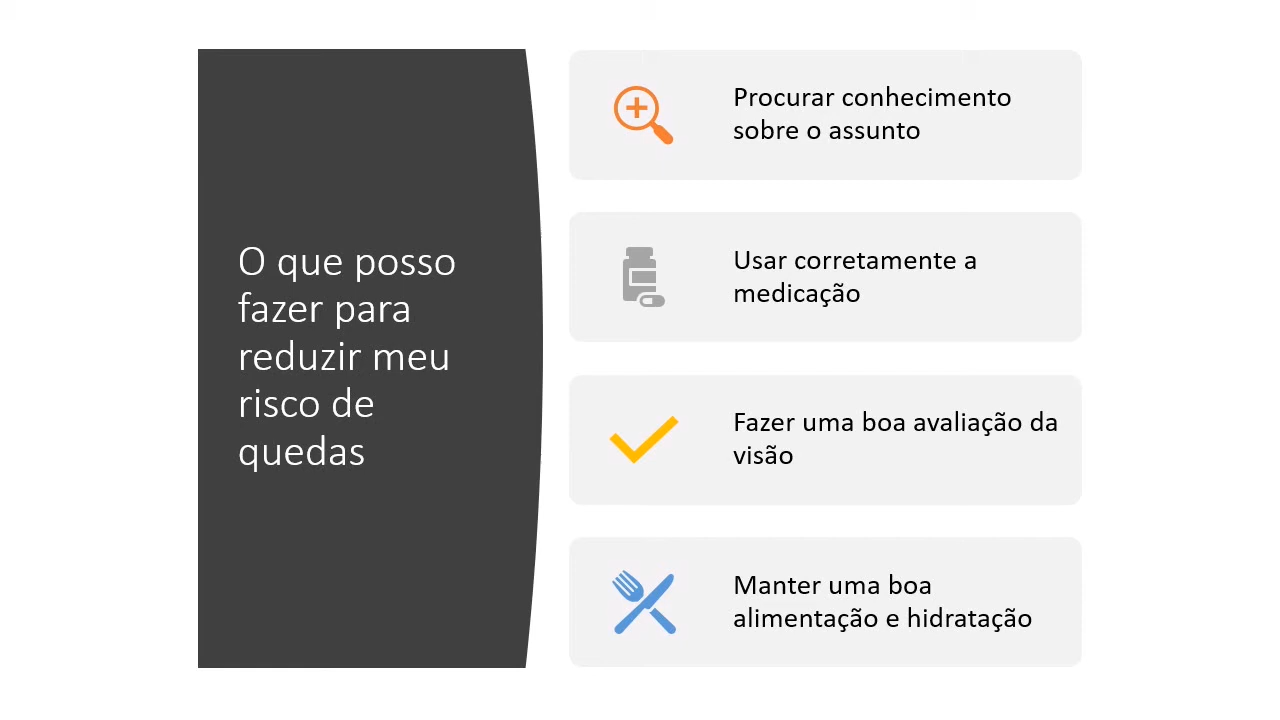 O que posso
fazer para
reduzir meu
risco de
quedas
Procurar conhecimento
sobre o assunto
Usar corretamente a
medicação
Fazer uma boa avaliação da
visão
Manter uma boa
alimentação e hidratação